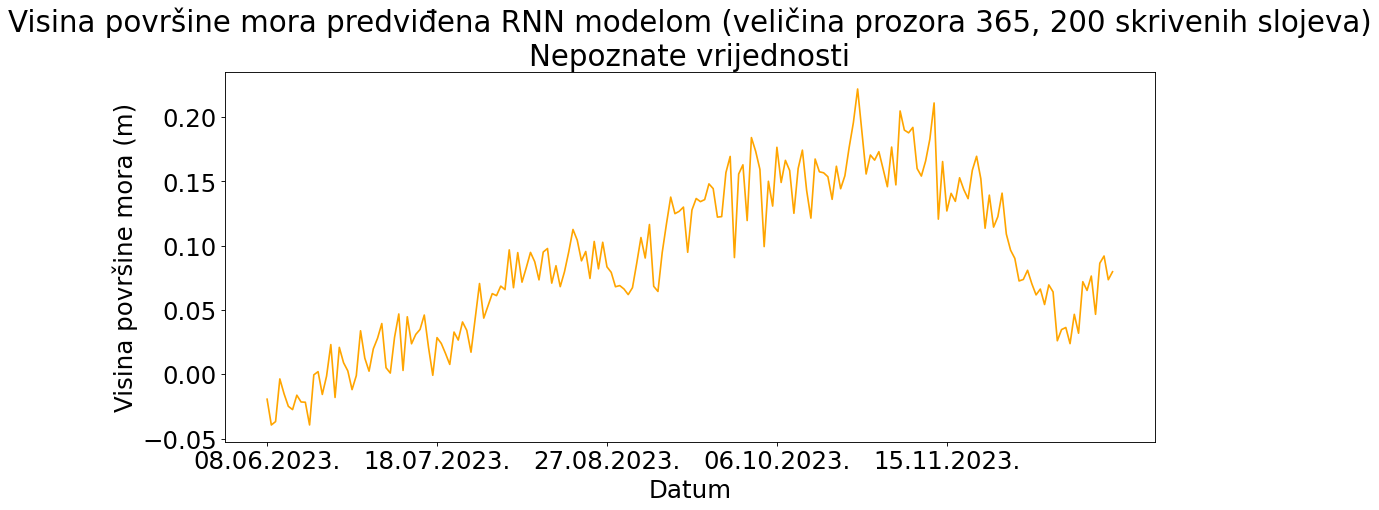 Visina površine mora predviđena RNN modelom (veličina prozora 365, 200 skrivenih slojeva)
Nepoznate vrijednosti
Visina površine mora (m)
0.20
0.15
0.10
0.05
0.00
−0.05
08.06.2023. 18.07.2023. 27.08.2023. 06.10.2023. 15.11.2023.
Datum